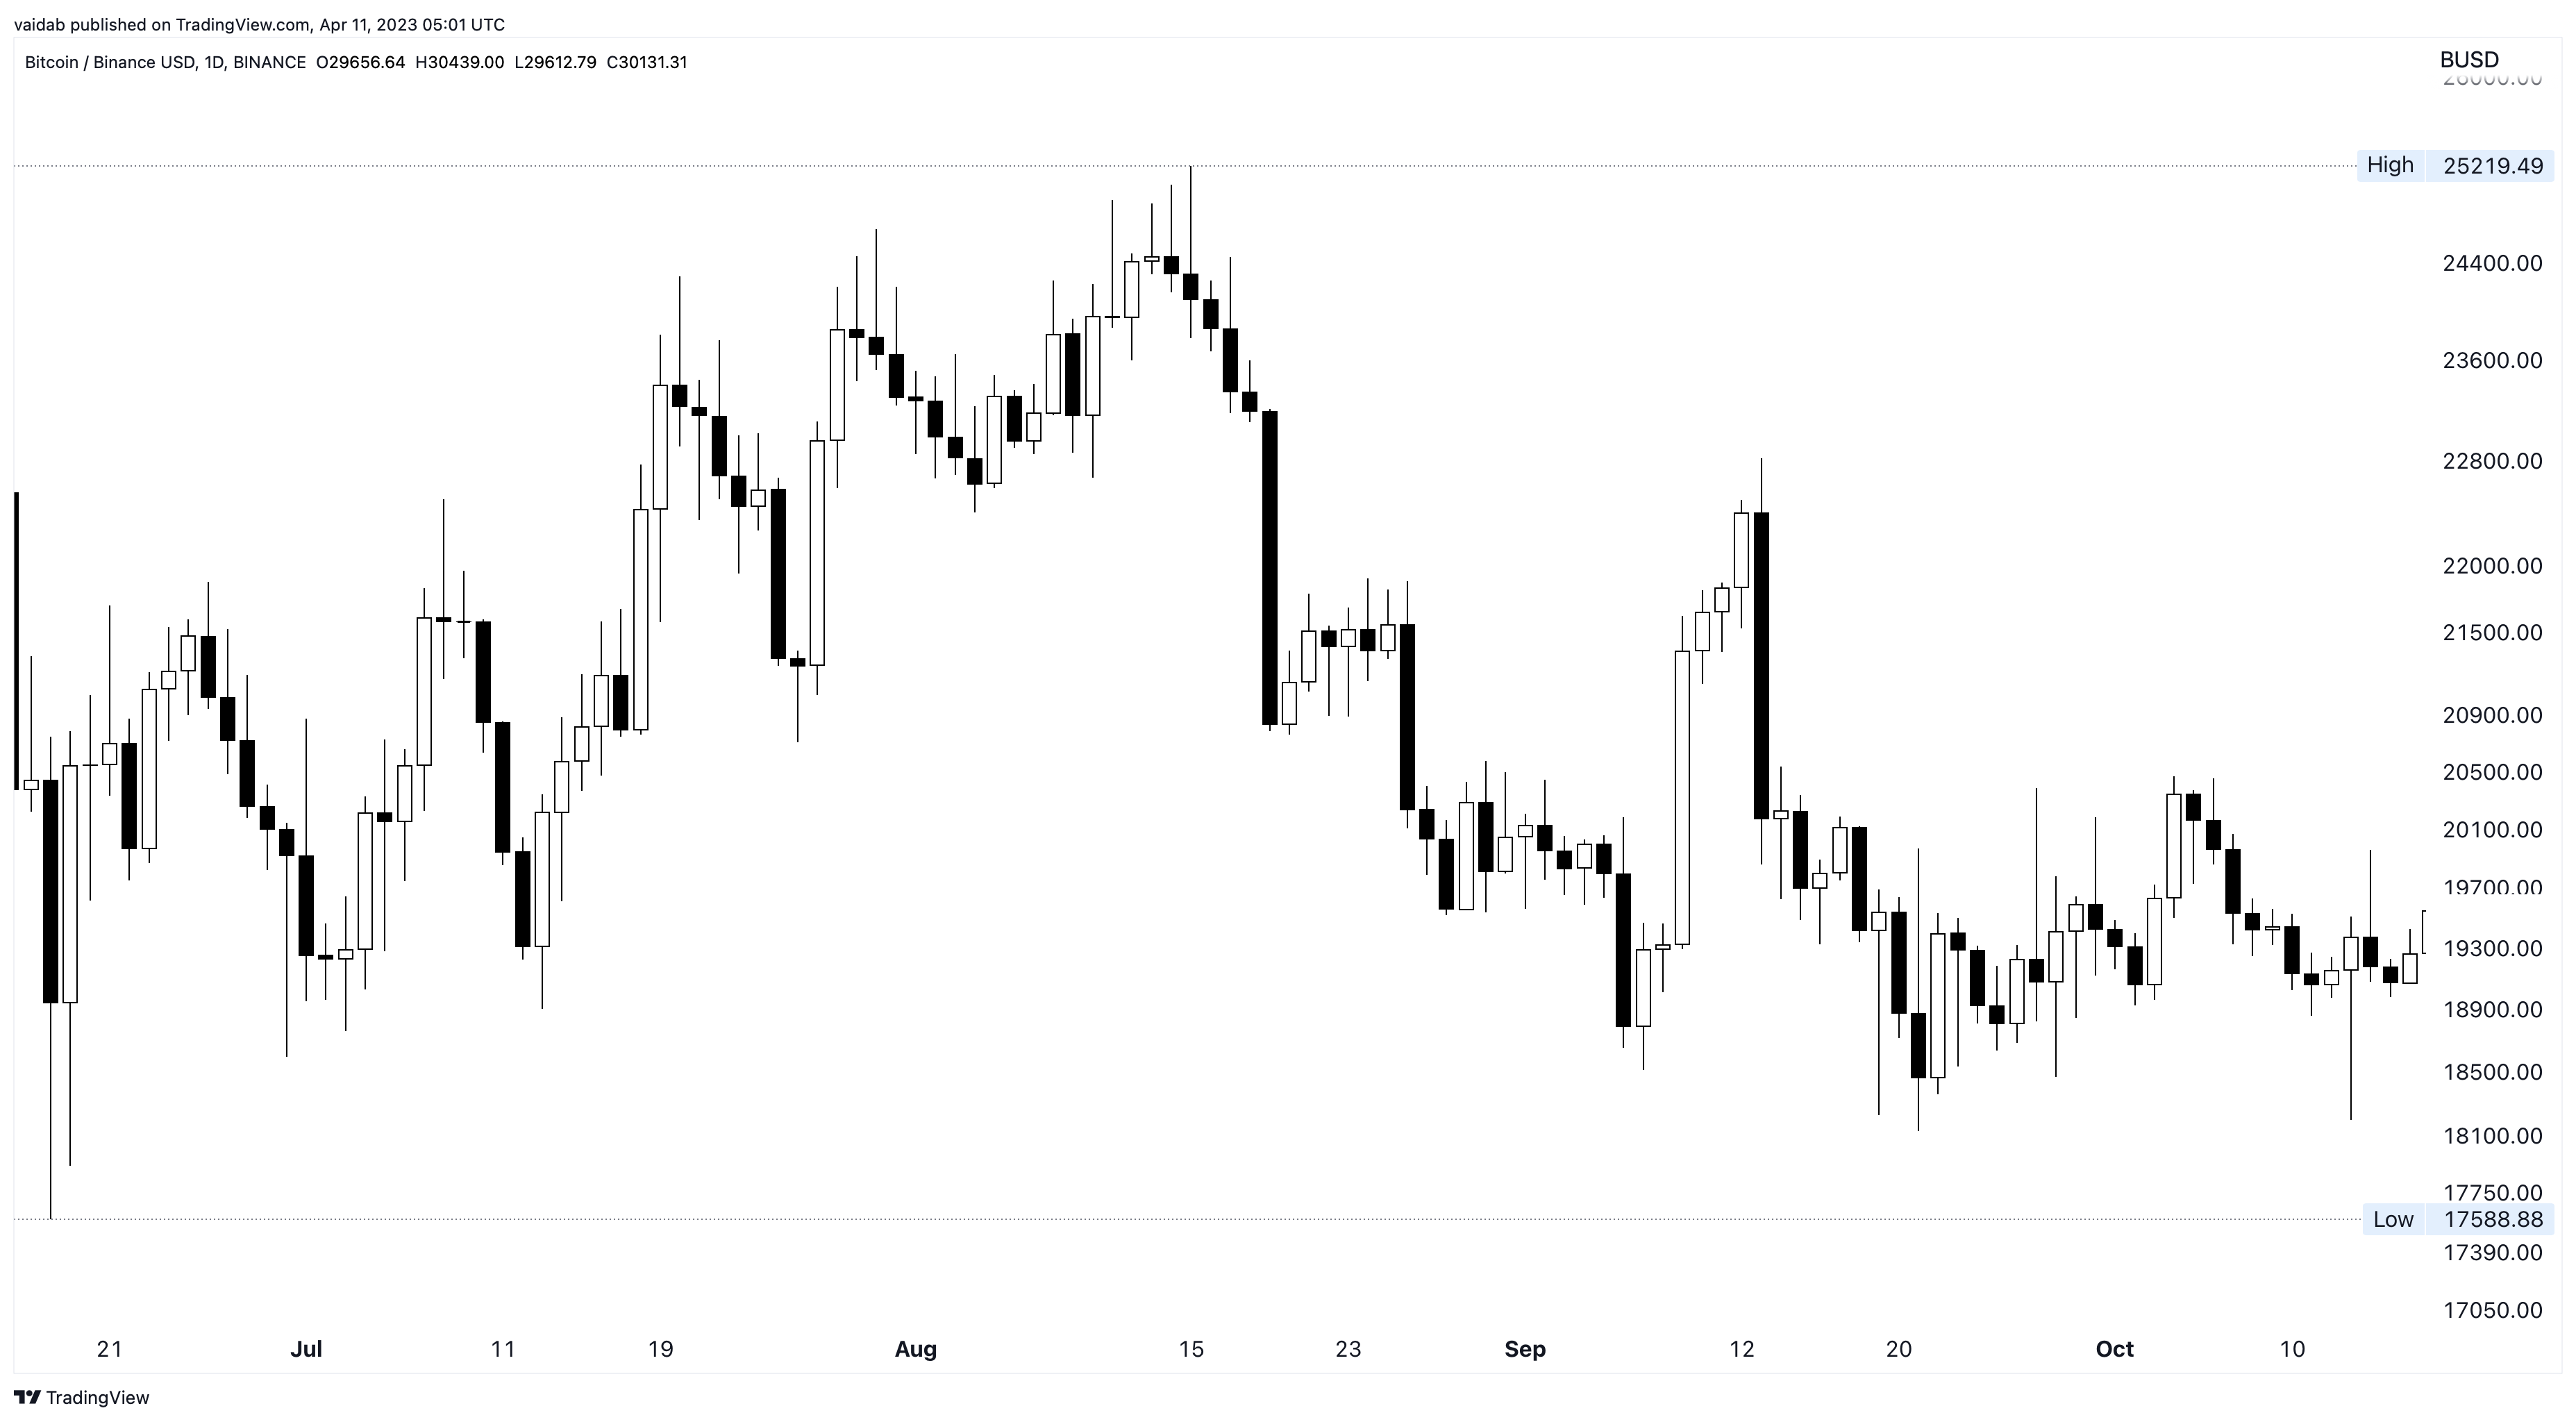 vaidab published on TradingView.com, Apr 11, 2023 05:01 UTC
Bitcoin / Binance USD, 1D, BINANCE O29656.64 H30439.00 L29612.79 C30131.31
BUSD
26000.00
High 25219.49
24400.00
23600.00
22800.00
22000.00
21500.00
20900.00
20500.00
20100.00
19700.00
19300.00
18900.00
18500.00
18100.00
17750.00
Low 17588.88
17390.00
17050.00
21 Jul 11 19 Aug 15 23 Sep 12 20 Oct 10
TradingView